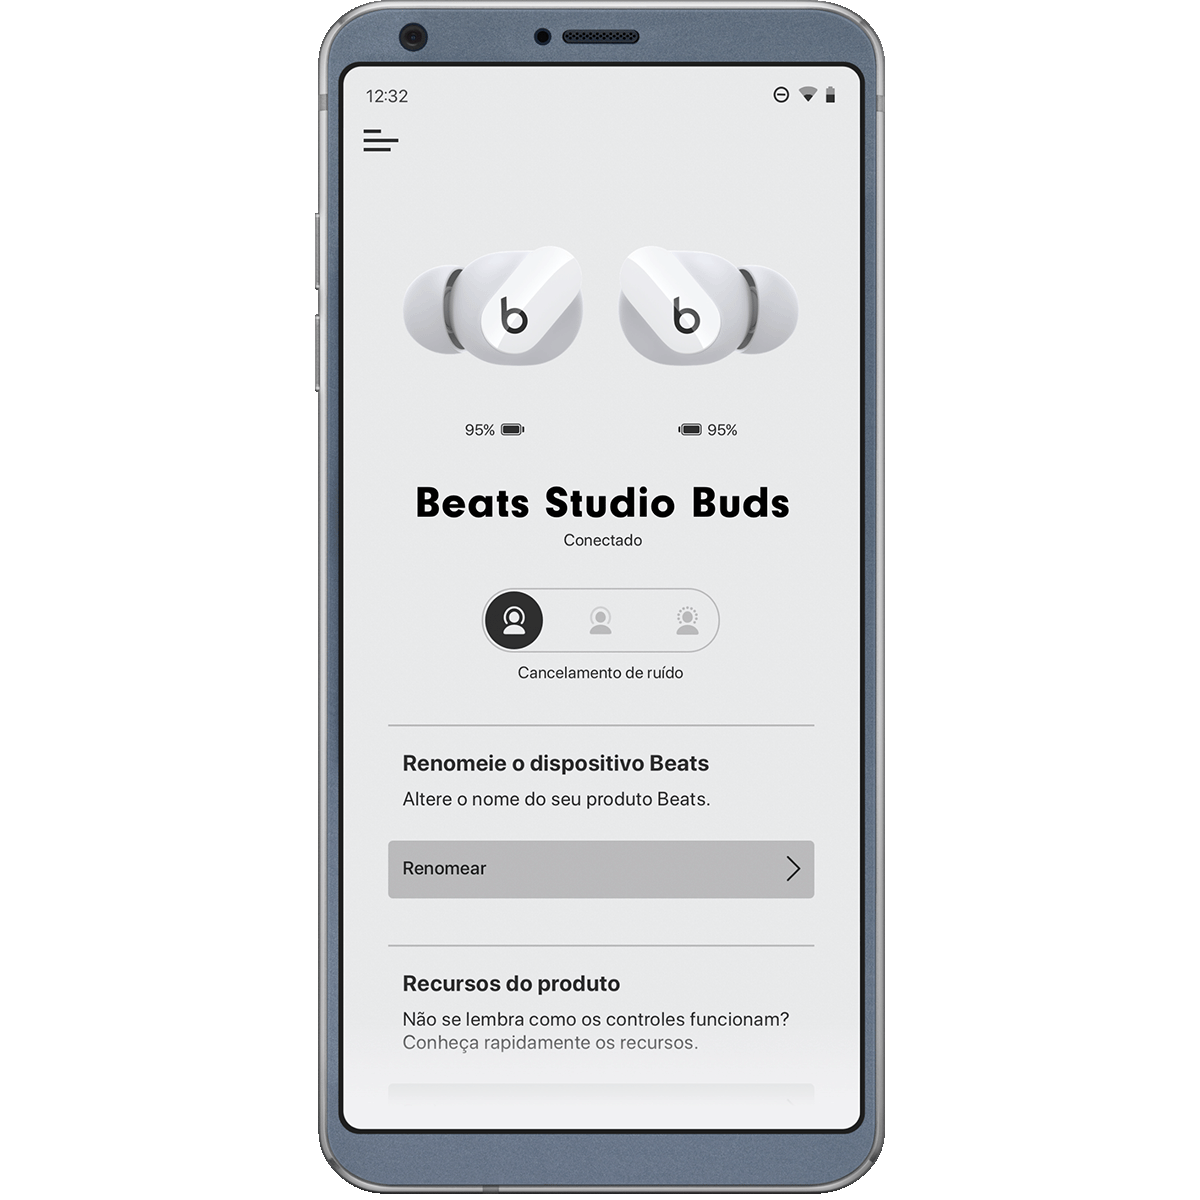 12:32
b b
95% 95%
Beats Studio Buds
Conectado
Cancelamento de ruído
Renomeie o dispositivo Beats
Altere o nome do seu produto Beats.
Renomear
Recursos do produto
Não se lembra como os controles funcionam?
Conheça rapidamente os recursos.